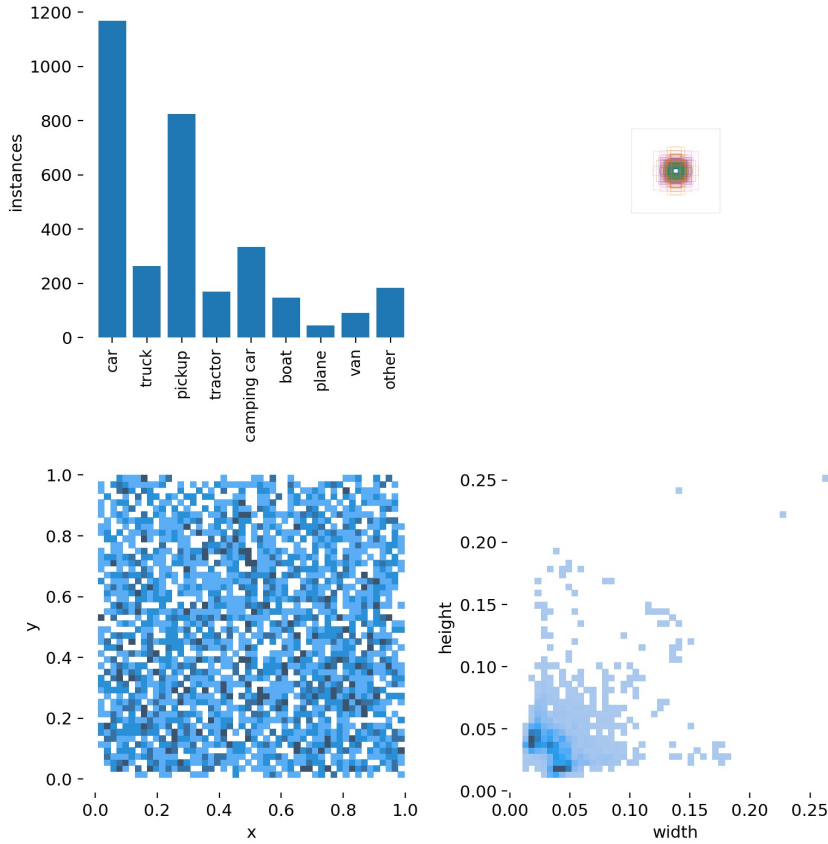 1200
1000
800
600
400
200
0
instances
car
truck
pickup
tractor
camping car
boat
plane
van
other
1.0
0.8
0.6
0.4
0.2
0.0
y
0.0 0.2 0.4 0.6 0.8 1.0
x
0.25
0.20
0.15
0.10
0.05
0.00
height
0.00 0.05 0.10 0.15 0.20 0.25
width